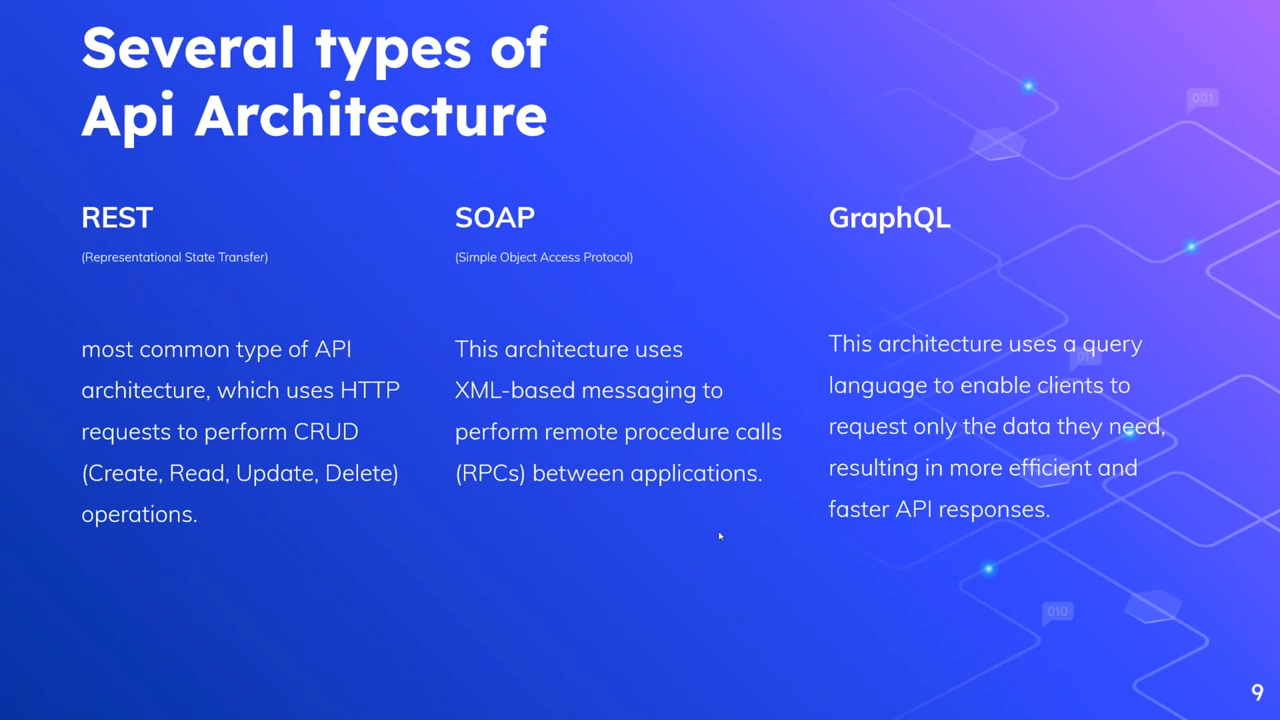 Several types of
Api Architecture
REST
(Representational State Transfer)
most common type of API
architecture, which uses HTTP
requests to perform CRUD
(Create, Read, Update, Delete)
operations.
SOAP
(Simple Object Access Protocol)
This architecture uses
XML-based messaging to
perform remote procedure calls
(RPCs) between applications.
GraphQL
This architecture uses a query
language to enable clients to
request only the data they need,
resulting in more efficient and
faster API responses.
001
010
9